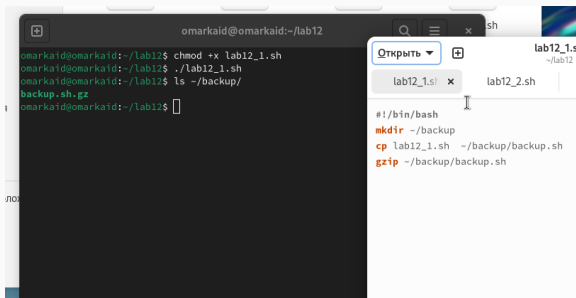 omarkaid@omarkaid:~/lab12
omarkaid@omarkaid:~/lab12$ chmod +x lab12_1.sh
omarkaid@omarkaid:~/lab12$ ./lab12_1.sh
omarkaid@omarkaid:~/lab12$ ls ~/backup/
backup.sh.gz
omarkaid@omarkaid:~/lab12$
.sh
Открыть
lab12_1.s
~/lab12
lab12_1.sh
lab12_2.sh
#!/bin/bash
mkdir ~/backup
cp lab12_1.sh  ~/backup/backup.sh
gzip ~/backup/backup.sh